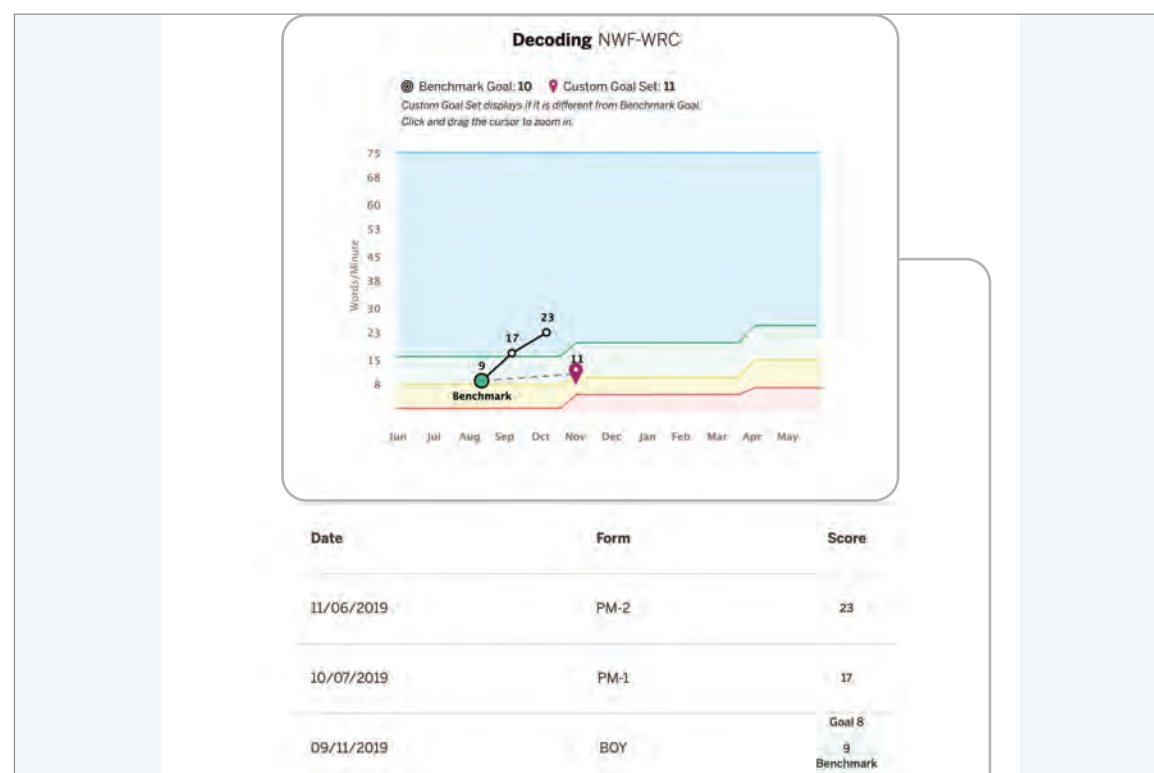 Decoding NWF-WRC
Benchmark Goal: 10 Custom Goal Set: 11
Custom Goal Set displays if it is different from Benchmark Goal.
Click and drag the cursor to zoom in.
Words/Minute
75
68
60
53
45
38
30
23
15
8
23
17
9
11
Benchmark
Jun Jul Aug Sep Oct Nov Dec Jan Feb Mar Apr May
Date Form Score
11/06/2019 PM-2 23
10/07/2019 PM-1 17
Goal 8
09/11/2019 BOY 9
Benchmark